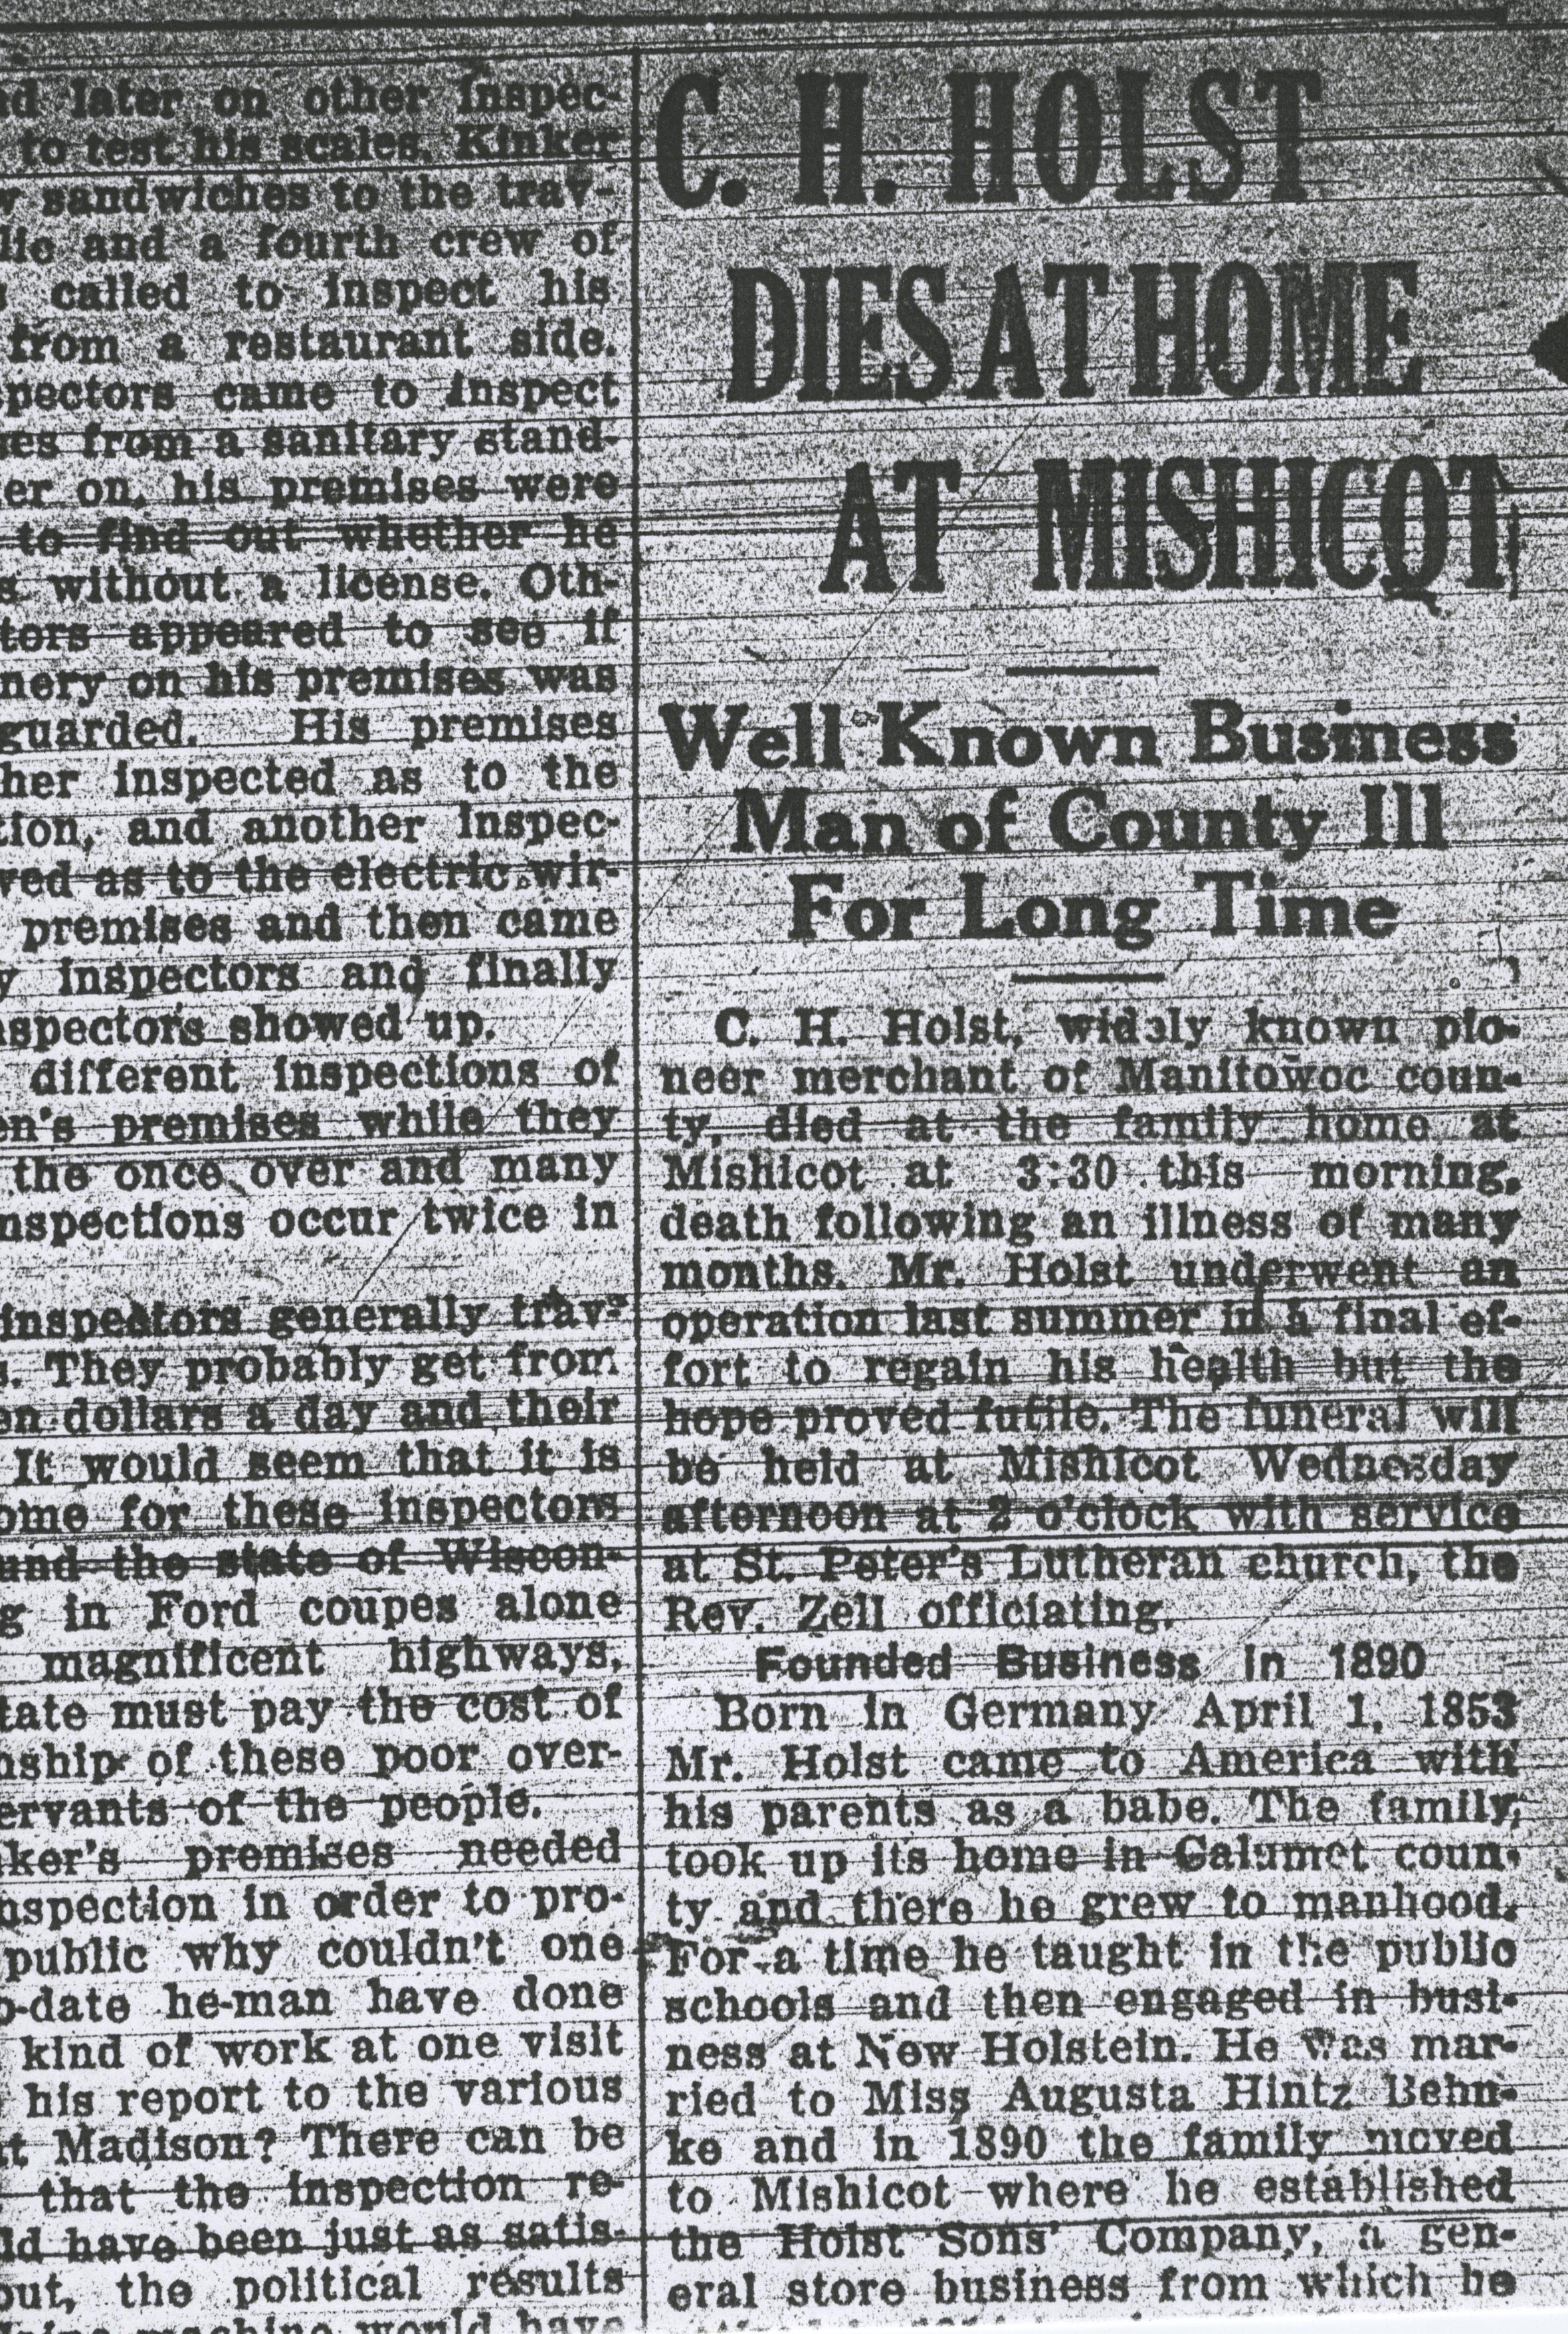 d later on other inspec-
to test his scales. Kinker
sandwiches to the trav-
lic and a fourth crew of
called to inspect his
from a restaurant side.
pectors came to inspect
es from a sanitary stand-
er on, his premises were
to find out whether he
s without a license. Oth-
tors appeared to see if
nery on his premises was
guarded. His premises
her inspected as to the
tion, and another inspec-
ved as to the electric wir-
premises and then came
y inspectors and finally
nspectors showed up.
different inspections of
en's premises while they
the once over and many
nspections occur twice in
inspectors generally trav-
s. They probably get from
en dollars a day and their
It would seem that it is
ome for these inspectors
und the state of Wiscon-
g in Ford coupes alone
magnificent highways,
tate must pay the cost of
nship of these poor over-
ervants of the people.
ker's premises needed
nspection in order to pro-
public why couldn't one
o-date he-man have done
kind of work at one visit
his report to the various
t Madison? There can be
that the inspection re-
ld have been just as satis-
out, the political results
machine would have
C. H. HOLST
DIES AT HOME
AT MISHICOT
Well Known Business
Man of County Ill
For Long Time
C. H. Holst, widely known pio-
neer merchant of Manitowoc coun-
ty, died at the family home at
Mishicot at 3:30 this morning,
death following an illness of many
months. Mr. Holst underwent an
operation last summer in a final ef-
fort to regain his health but the
hope proved futile. The funeral will
be held at Mishicot Wednesday
afternoon at 2 o'clock with service
at St. Peter's Lutheran church, the
Rev. Zell officiating.
Founded Business in 1890
Born in Germany April 1, 1853
Mr. Holst came to America with
his parents as a babe. The family
took up its home in Calumet coun-
ty and there he grew to manhood.
For a time he taught in the public
schools and then engaged in busi-
ness at New Holstein. He was mar-
ried to Miss Augusta Hintz Behn-
ke and in 1890 the family moved
to Mishicot where he established
the Holst Sons' Company, a gen-
eral store business from which he